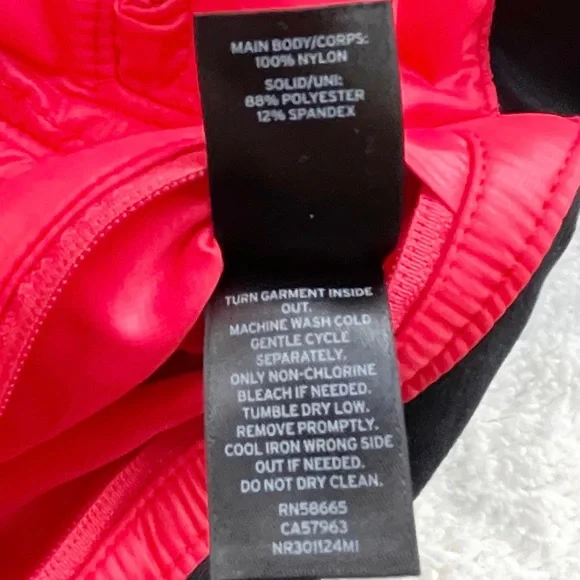 MAIN BODY/CORPS:
100% NYLON
SOLID/UNI:
88% POLYESTER
12% SPANDEX
TURN GARMENT INSIDE
OUT.
MACHINE WASH COLD
GENTLE CYCLE
SEPARATELY.
ONLY NON-CHLORINE
BLEACH IF NEEDED.
TUMBLE DRY LOW.
REMOVE PROMPTLY.
COOL IRON WRONG SIDE
OUT IF NEEDED.
DO NOT DRY CLEAN.
RN58665
CA57963
NR301124M1